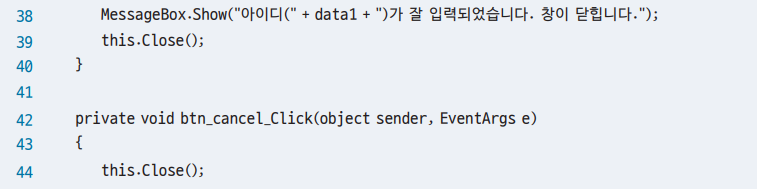 38 MessageBox.Show("아이디(" + data1 + ")가 잘 입력되었습니다. 창이 닫힙니다.");
39 this.Close();
40 }
41
42 private void btn_cancel_Click(object sender, EventArgs e)
43 {
44 this.Close();